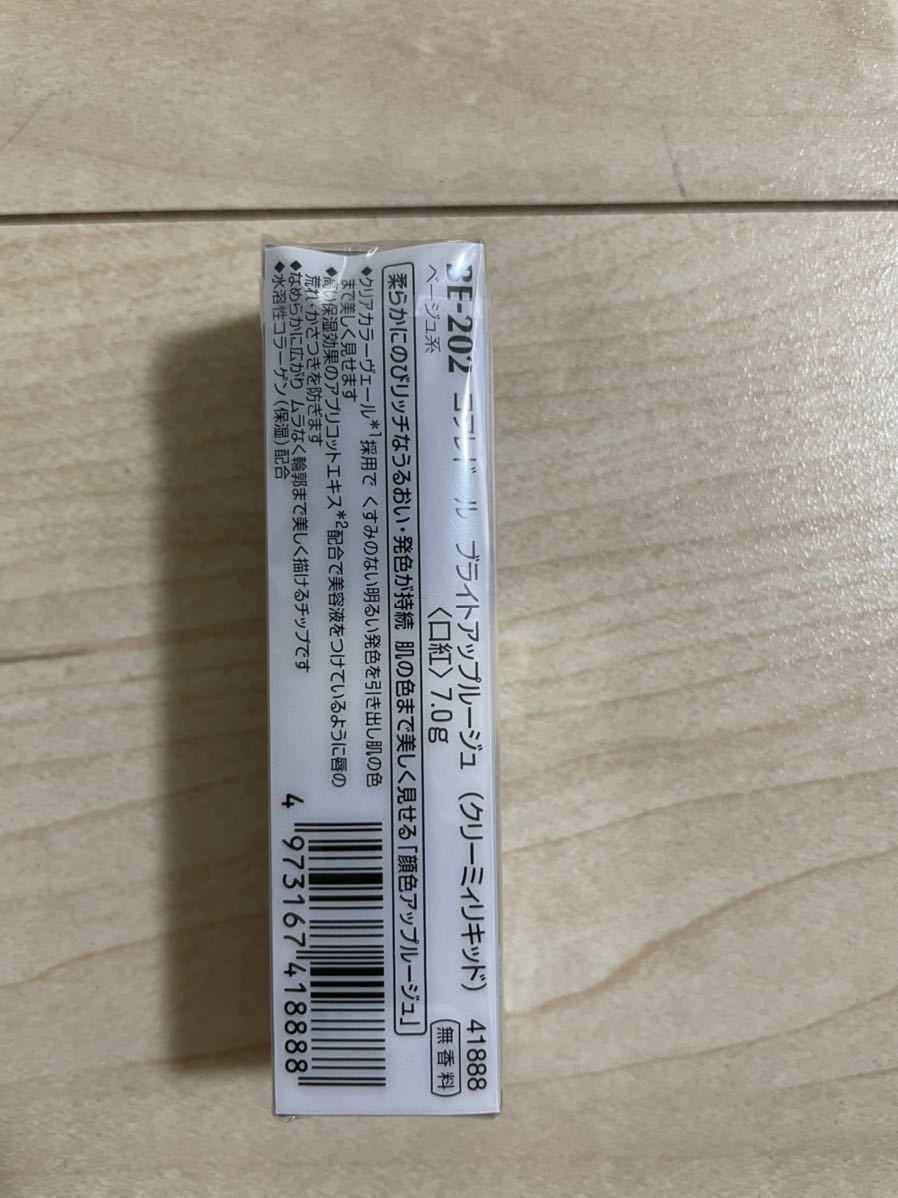 BE-202 コフレドール ブライトアップルージュ (クリーミィリキッド) 41888
ベージュ系 〈口紅〉7.0g 無香料
柔らかにのびリッチなうるおい・発色が持続 肌の色まで美しく見せる「顔色アップルージュ」
◆クリアカラーヴェール*1採用で くすみのない明るい発色を引き出し肌の色
まで美しく見せます
◆高い保湿効果のアプリコットエキス*2配合で美容液をつけているように唇の
荒れ・かさつきを防ぎます
◆なめらかに広がり ムラなく輪郭まで美しく描けるチップです
◆水溶性コラーゲン(保湿)配合
4 973167 418888